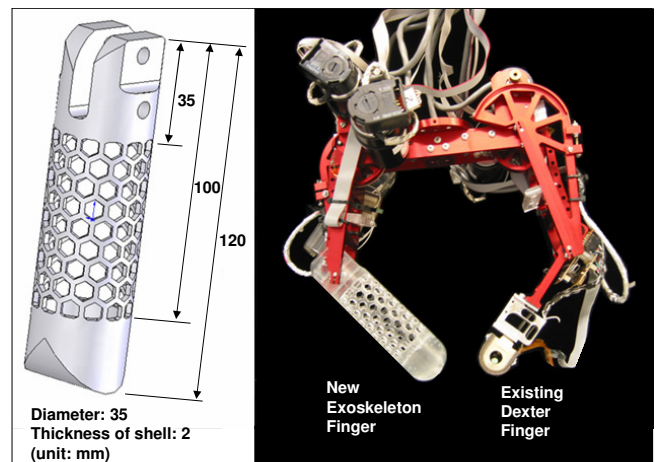 35
100
120
Diameter: 35
Thickness of shell: 2
(unit: mm)
New
Exoskeleton
Finger
Existing
Dexter
Finger